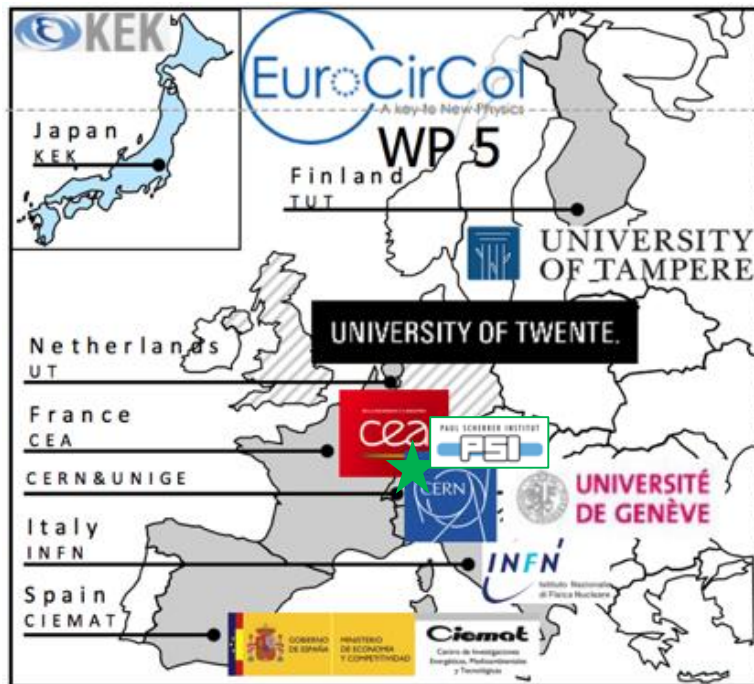 KEK
b
EuroCirCol
A key to New Physics
WP 5
Japan
KEK
Finland
TUT
UNIVERSITY
OF TAMPERE
UNIVERSITY OF TWENTE.
Netherlands
UT
France
CEA
cea
PAUL SCHERRER INSTITUT
PSI
CERN&UNIGE
CERN
UNIVERSITÉ
DE GENÈVE
Italy
INFN
INFN
Istituto Nazionale
di Fisica Nucleare
Spain
CIEMAT
GOBIERNO
DE ESPAÑA
MINISTERIO
DE ECONOMÍA
Y COMPETITIVIDAD
Ciemat
Centro de Investigaciones
Energéticas, Medioambientales
y Tecnológicas